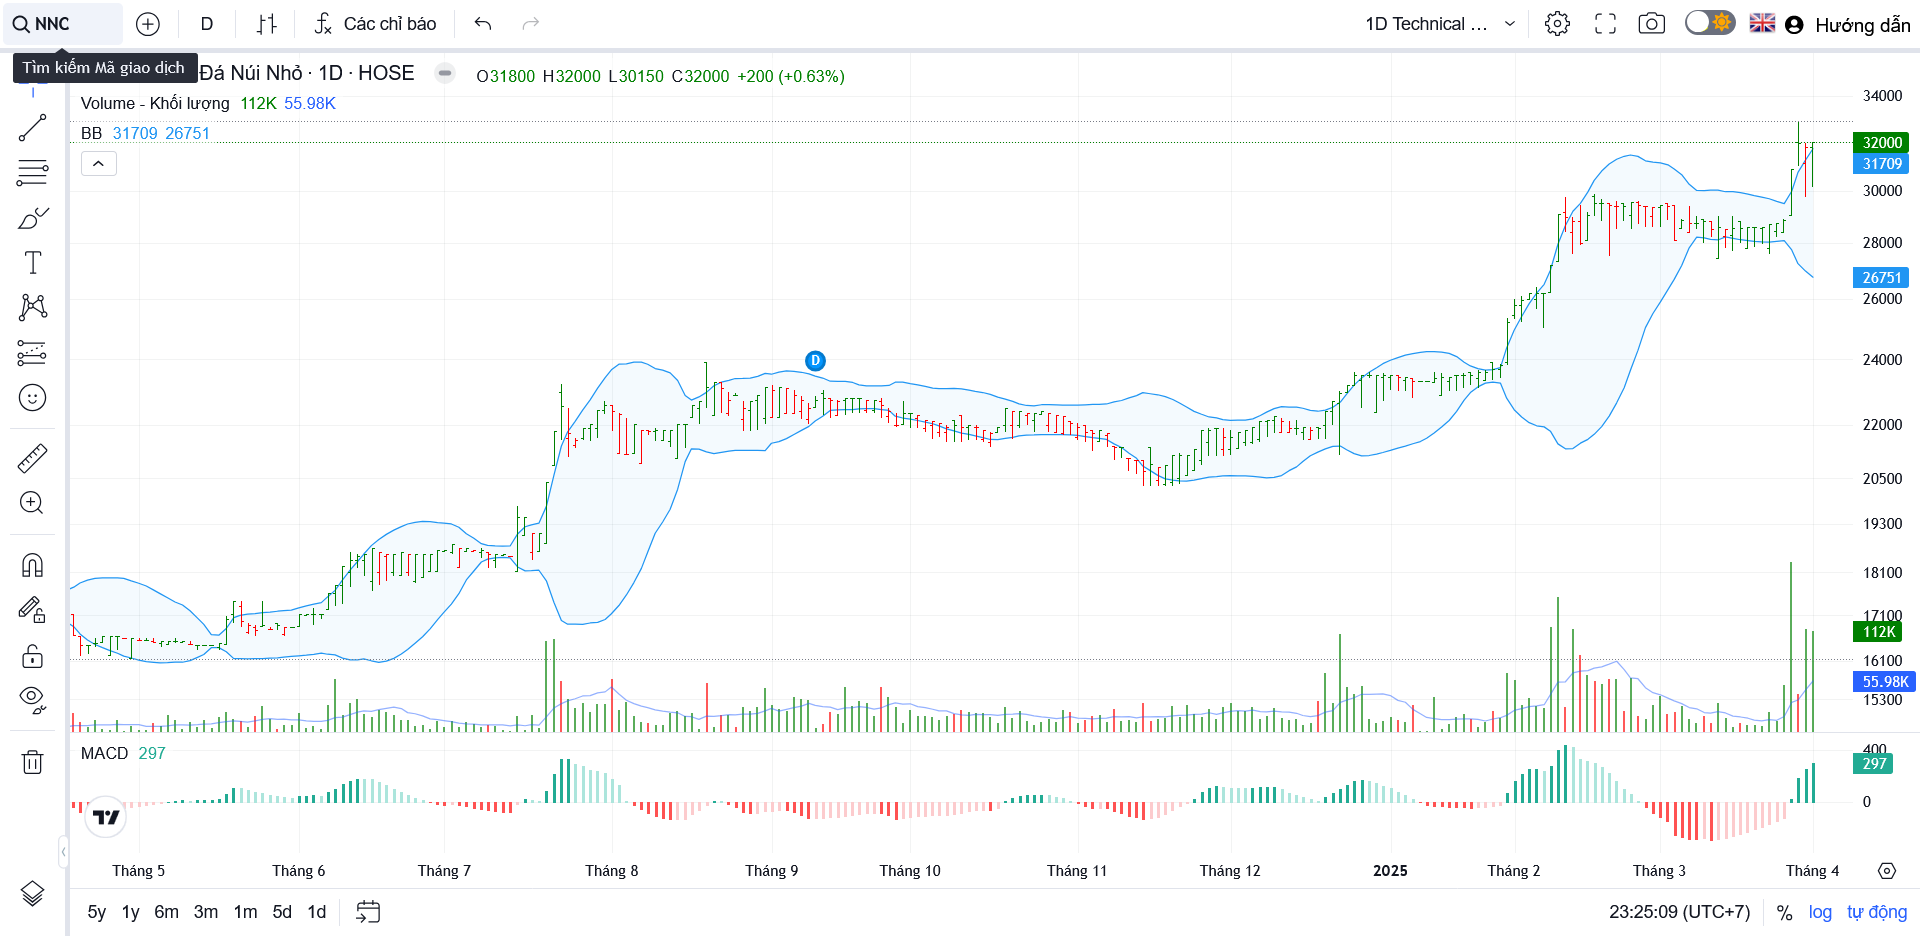 NNC
D
Các chỉ báo
1D Technical ...
Hướng dẫn
Tìm kiếm Mã giao dịch
Đá Núi Nhỏ · 1D · HOSE
O31800 H32000 L30150 C32000 +200 (+0.63%)
Volume - Khối lượng 112K 55.98K
BB 31709 26751
D
34000
32000
31709
30000
28000
26751
26000
24000
22000
20500
19300
18100
17100
112K
16100
55.98K
15300
MACD 297
400
297
0
Tháng 5 Tháng 6 Tháng 7 Tháng 8 Tháng 9 Tháng 10 Tháng 11 Tháng 12 2025 Tháng 2 Tháng 3 Tháng 4
5y 1y 6m 3m 1m 5d 1d
23:25:09 (UTC+7) % log tự động